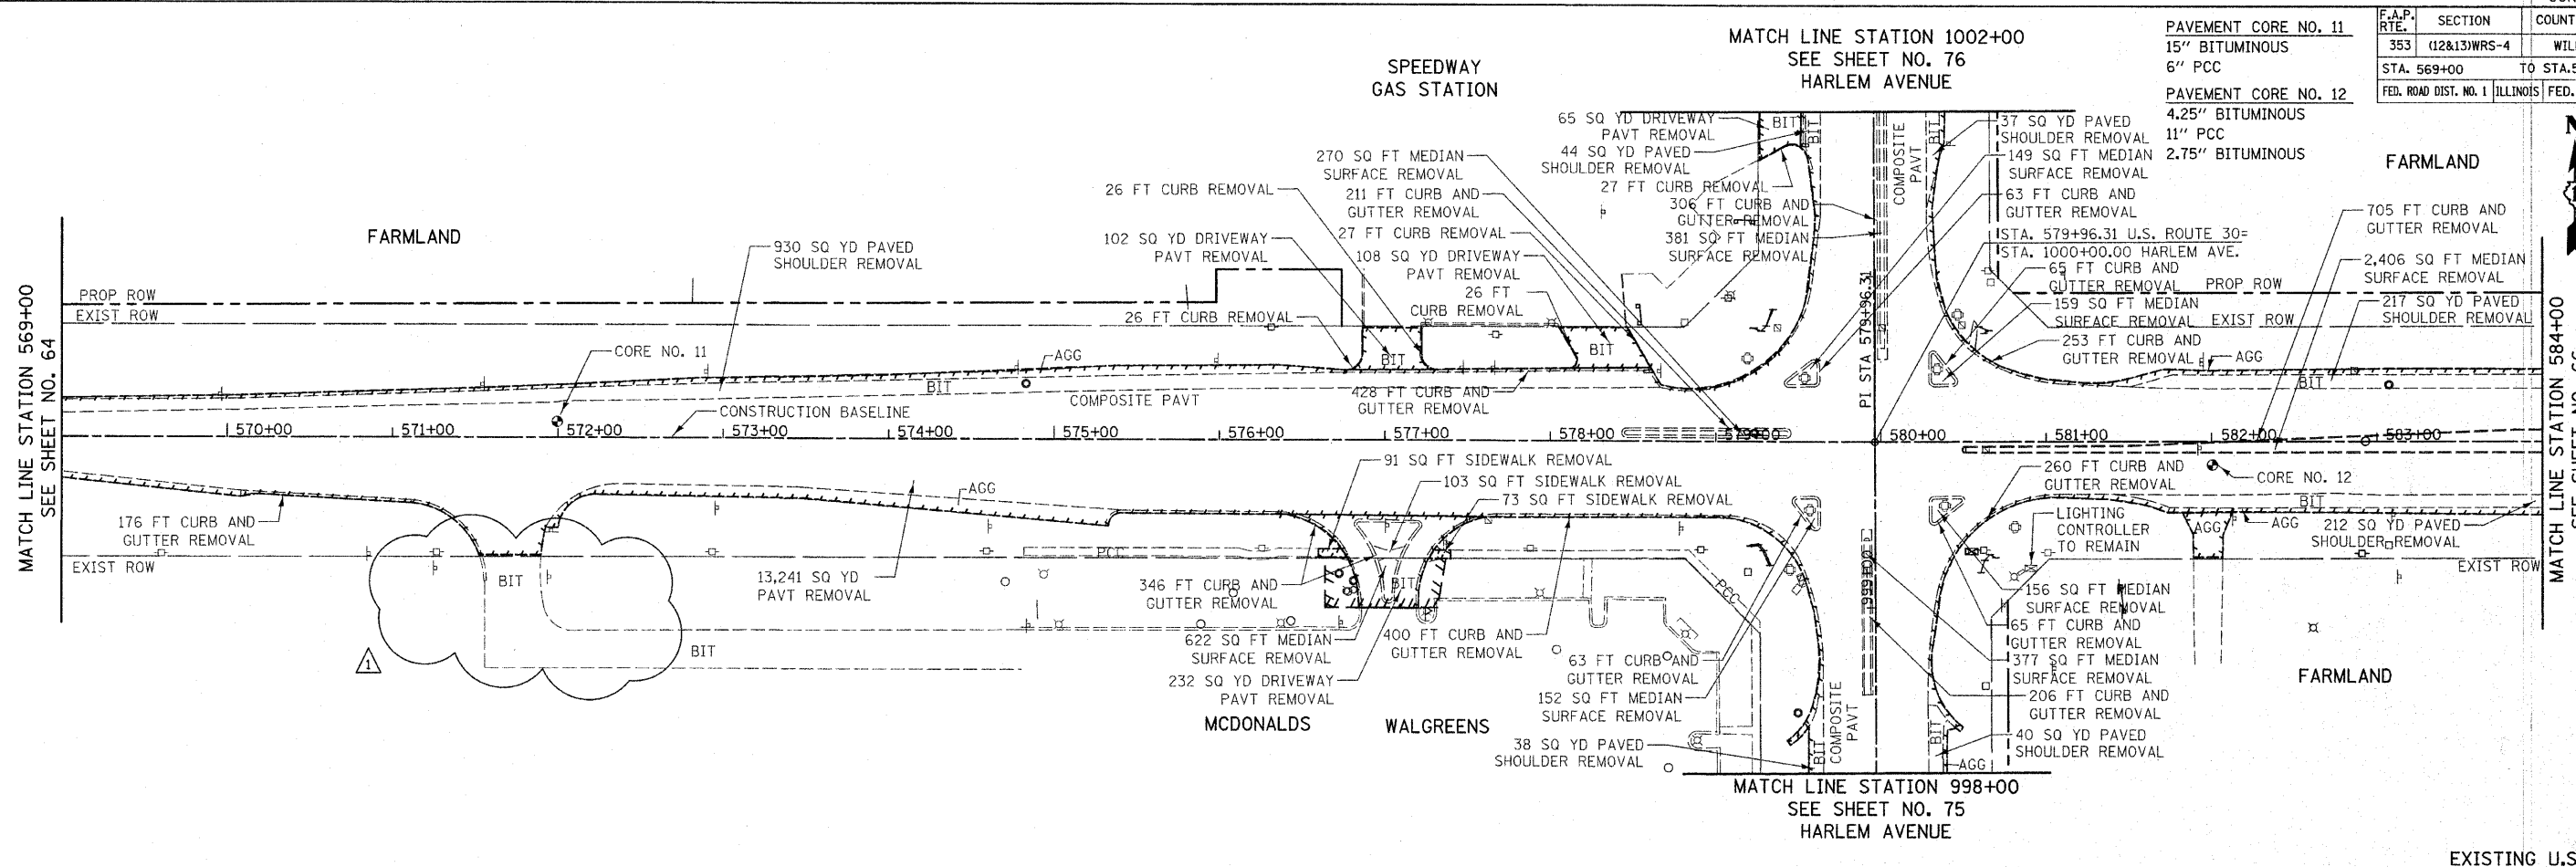 MATCH LINE STATION 1002+00
SEE SHEET NO. 76
HARLEM AVENUE
PAVEMENT CORE NO. 11
15" BITUMINOUS
6" PCC
PAVEMENT CORE NO. 12
4.25" BITUMINOUS
11" PCC
2.75" BITUMINOUS
F.A.P. RTE.
SECTION
353
(12&13)WRS-4
STA. 569+00
FED. ROAD DIST. NO. 1
ILLINOIS
FED.
SPEEDWAY
GAS STATION
FARMLAND
FARMLAND
65 SQ YD DRIVEWAY
PAVT REMOVAL
44 SQ YD PAVED
SHOULDER REMOVAL
27 FT CURB REMOVAL
306 FT CURB AND
GUTTER REMOVAL
381 SQ FT MEDIAN
SURFACE REMOVAL
270 SQ FT MEDIAN
SURFACE REMOVAL
211 FT CURB AND
GUTTER REMOVAL
27 FT CURB REMOVAL
108 SQ YD DRIVEWAY
PAVT REMOVAL
26 FT
CURB REMOVAL
26 FT CURB REMOVAL
102 SQ YD DRIVEWAY
PAVT REMOVAL
26 FT CURB REMOVAL
930 SQ YD PAVED
SHOULDER REMOVAL
BIT
BIT
BIT
COMPOSITE
PAVT
37 SQ YD PAVED
SHOULDER REMOVAL
149 SQ FT MEDIAN
SURFACE REMOVAL
63 FT CURB AND
GUTTER REMOVAL
STA. 579+96.31 U.S. ROUTE 30=
STA. 1000+00.00 HARLEM AVE.
65 FT CURB AND
GUTTER REMOVAL
PROP ROW
159 SQ FT MEDIAN
SURFACE REMOVAL
EXIST ROW
253 FT CURB AND
GUTTER REMOVAL
AGG
705 FT CURB AND
GUTTER REMOVAL
2,406 SQ FT MEDIAN
SURFACE REMOVAL
217 SQ YD PAVED
SHOULDER REMOVAL
BIT
PROP ROW
EXIST ROW
MATCH LINE STATION 569+00
SEE SHEET NO. 64
CORE NO. 11
AGG
BIT
COMPOSITE PAVT
CONSTRUCTION BASELINE
BIT
BIT
428 FT CURB AND
GUTTER REMOVAL
PI STA 579+96.31
570+00
571+00
572+00
573+00
574+00
575+00
576+00
577+00
578+00
579+00
580+00
581+00
582+00
583+00
MATCH LINE STATION 584+00
176 FT CURB AND
GUTTER REMOVAL
EXIST ROW
BIT
BIT
1
AGG
13,241 SQ YD
PAVT REMOVAL
PCC
91 SQ FT SIDEWALK REMOVAL
103 SQ FT SIDEWALK REMOVAL
73 SQ FT SIDEWALK REMOVAL
346 FT CURB AND
GUTTER REMOVAL
BIT
622 SQ FT MEDIAN
SURFACE REMOVAL
232 SQ YD DRIVEWAY
PAVT REMOVAL
400 FT CURB AND
GUTTER REMOVAL
MCDONALDS
WALGREENS
PCC
63 FT CURB AND
GUTTER REMOVAL
152 SQ FT MEDIAN
SURFACE REMOVAL
38 SQ YD PAVED
SHOULDER REMOVAL
BIT
COMPOSITE
PAVT
999+00
BIT
AGG
260 FT CURB AND
GUTTER REMOVAL
LIGHTING
CONTROLLER
TO REMAIN
CORE NO. 12
BIT
AGG
AGG
212 SQ YD PAVED
SHOULDER REMOVAL
EXIST ROW
156 SQ FT MEDIAN
SURFACE REMOVAL
65 FT CURB AND
GUTTER REMOVAL
377 SQ FT MEDIAN
SURFACE REMOVAL
206 FT CURB AND
GUTTER REMOVAL
40 SQ YD PAVED
SHOULDER REMOVAL
FARMLAND
MATCH LINE STATION 998+00
SEE SHEET NO. 75
HARLEM AVENUE
EXISTING U.S